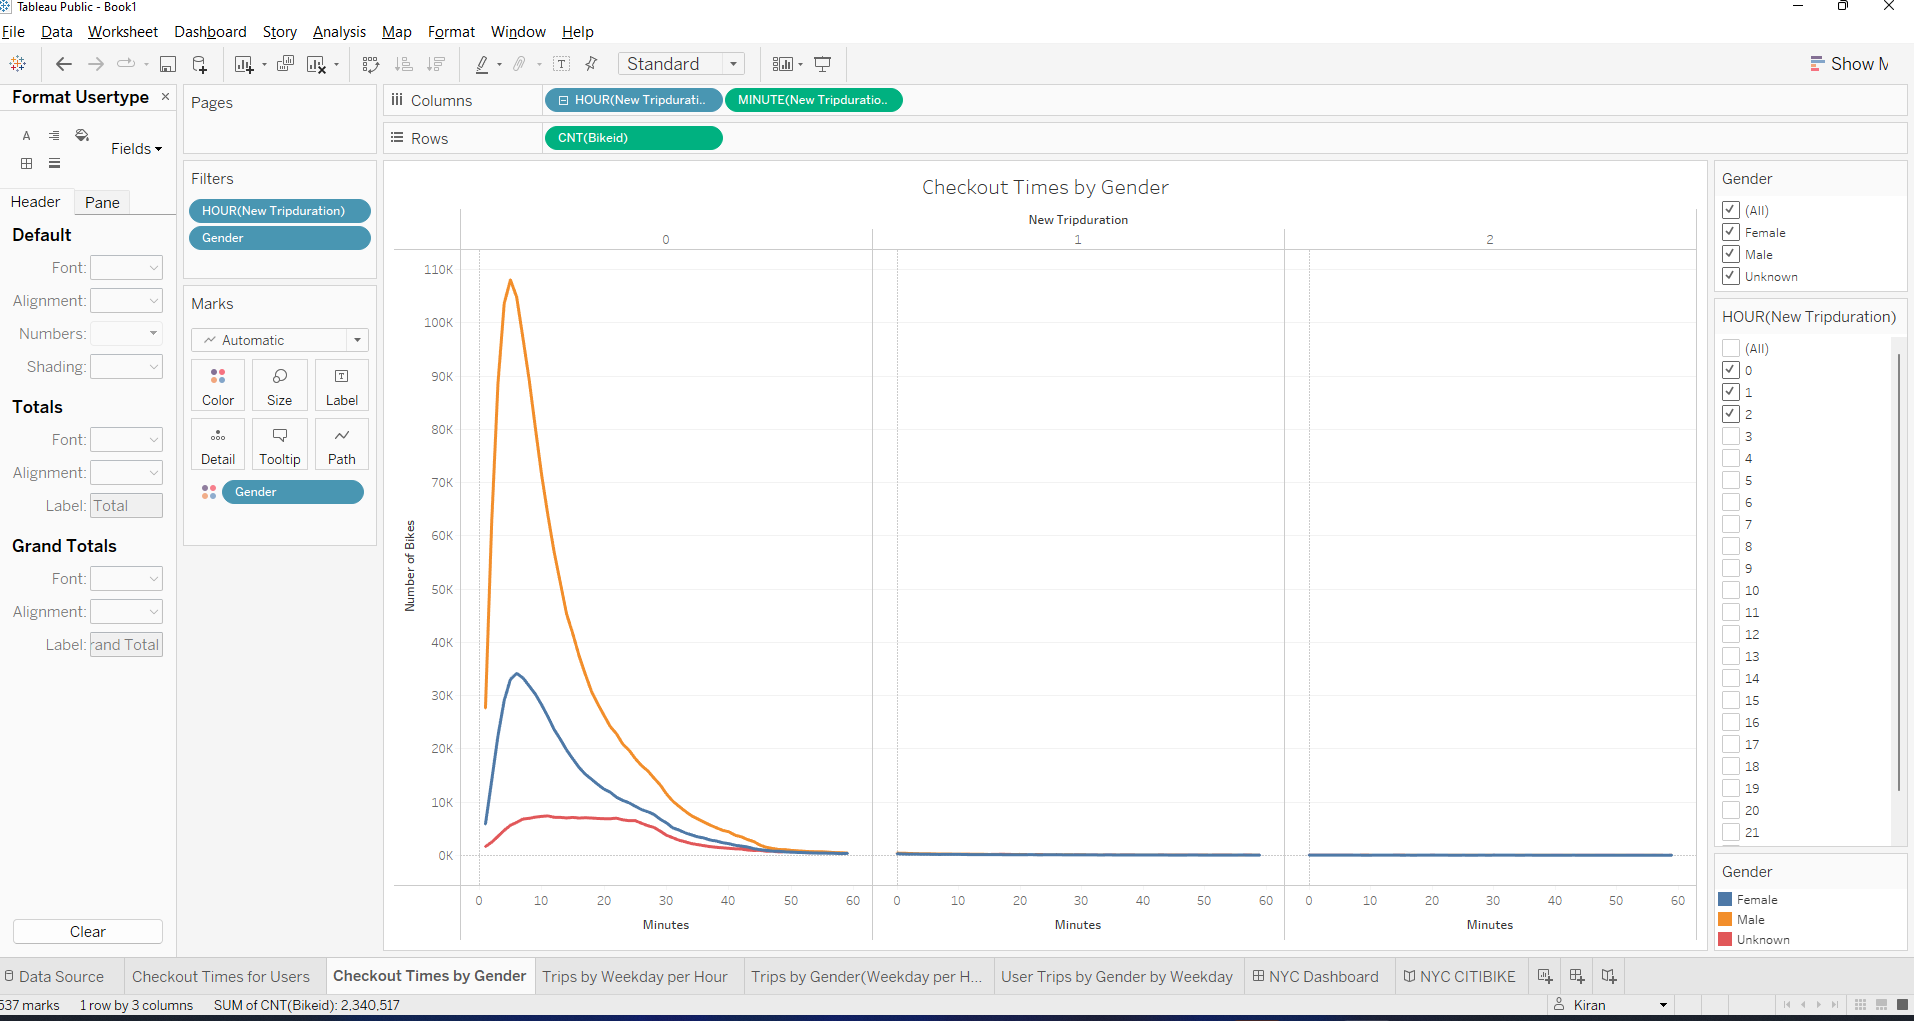 Tableau Public - Book1
File Data Worksheet Dashboard Story Analysis Map Format Window Help
Standard
Show M
Format Usertype
Fields
Header Pane
Default
Font:
Alignment:
Numbers:
Shading:
Totals
Font:
Alignment:
Label: Total
Grand Totals
Font:
Alignment:
Label: rand Total
Clear
Pages
Filters
HOUR(New Tripduration)
Gender
Marks
Automatic
Color Size Label
Detail Tooltip Path
Gender
Columns HOUR(New Tripdurati.. MINUTE(New Tripduratio..
Rows CNT(Bikeid)
Checkout Times by Gender
New Tripduration
0 1 2
Number of Bikes
110K
100K
90K
80K
70K
60K
50K
40K
30K
20K
10K
0K
0 10 20 30 40 50 60 0 10 20 30 40 50 60 0 10 20 30 40 50 60
Minutes Minutes Minutes
Gender
(All)
Female
Male
Unknown
HOUR(New Tripduration)
(All)
0
1
2
3
4
5
6
7
8
9
10
11
12
13
14
15
16
17
18
19
20
21
Gender
Female
Male
Unknown
Data Source Checkout Times for Users Checkout Times by Gender Trips by Weekday per Hour Trips by Gender(Weekday per H... User Trips by Gender by Weekday NYC Dashboard NYC CITIBIKE
537 marks 1 row by 3 columns SUM of CNT(Bikeid): 2,340,517 Kiran